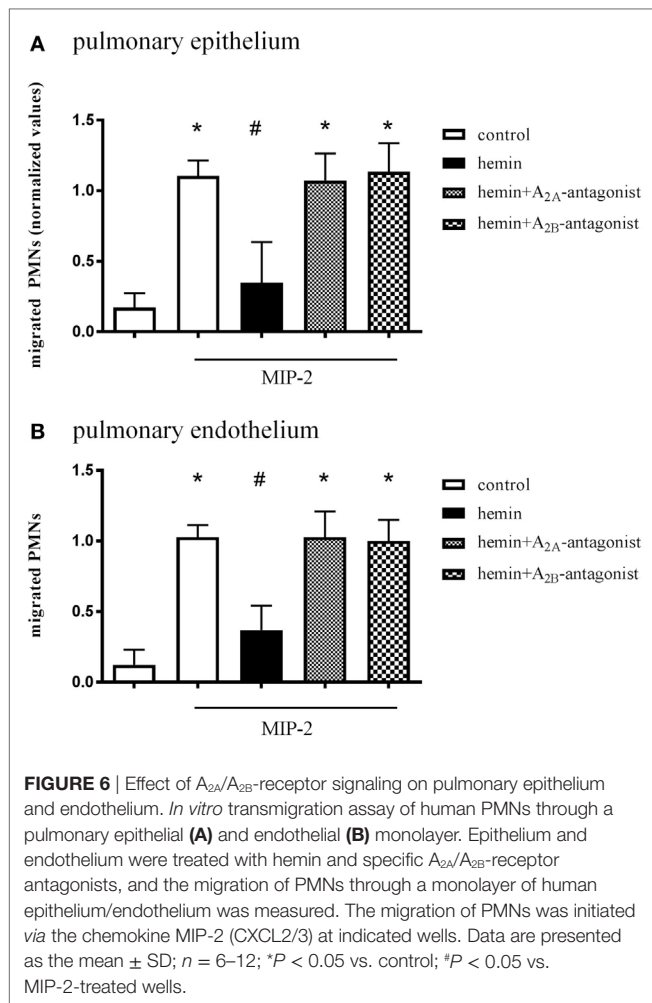 A pulmonary epithelium
migrated PMNs (normalized values)
1.5
1.0
0.5
0.0
* # * *
MIP-2
control
hemin
hemin+A2A-antagonist
hemin+A2B-antagonist
B pulmonary endothelium
migrated PMNs
1.5
1.0
0.5
0.0
* # * *
MIP-2
control
hemin
hemin+A2A-antagonist
hemin+A2B-antagonist
FIGURE 6 | Effect of A2A/A2B-receptor signaling on pulmonary epithelium
and endothelium. In vitro transmigration assay of human PMNs through a
pulmonary epithelial (A) and endothelial (B) monolayer. Epithelium and
endothelium were treated with hemin and specific A2A/A2B-receptor
antagonists, and the migration of PMNs through a monolayer of human
epithelium/endothelium was measured. The migration of PMNs was initiated
via the chemokine MIP-2 (CXCL2/3) at indicated wells. Data are presented
as the mean ± SD; n = 6–12; *P < 0.05 vs. control; #P < 0.05 vs.
MIP-2-treated wells.